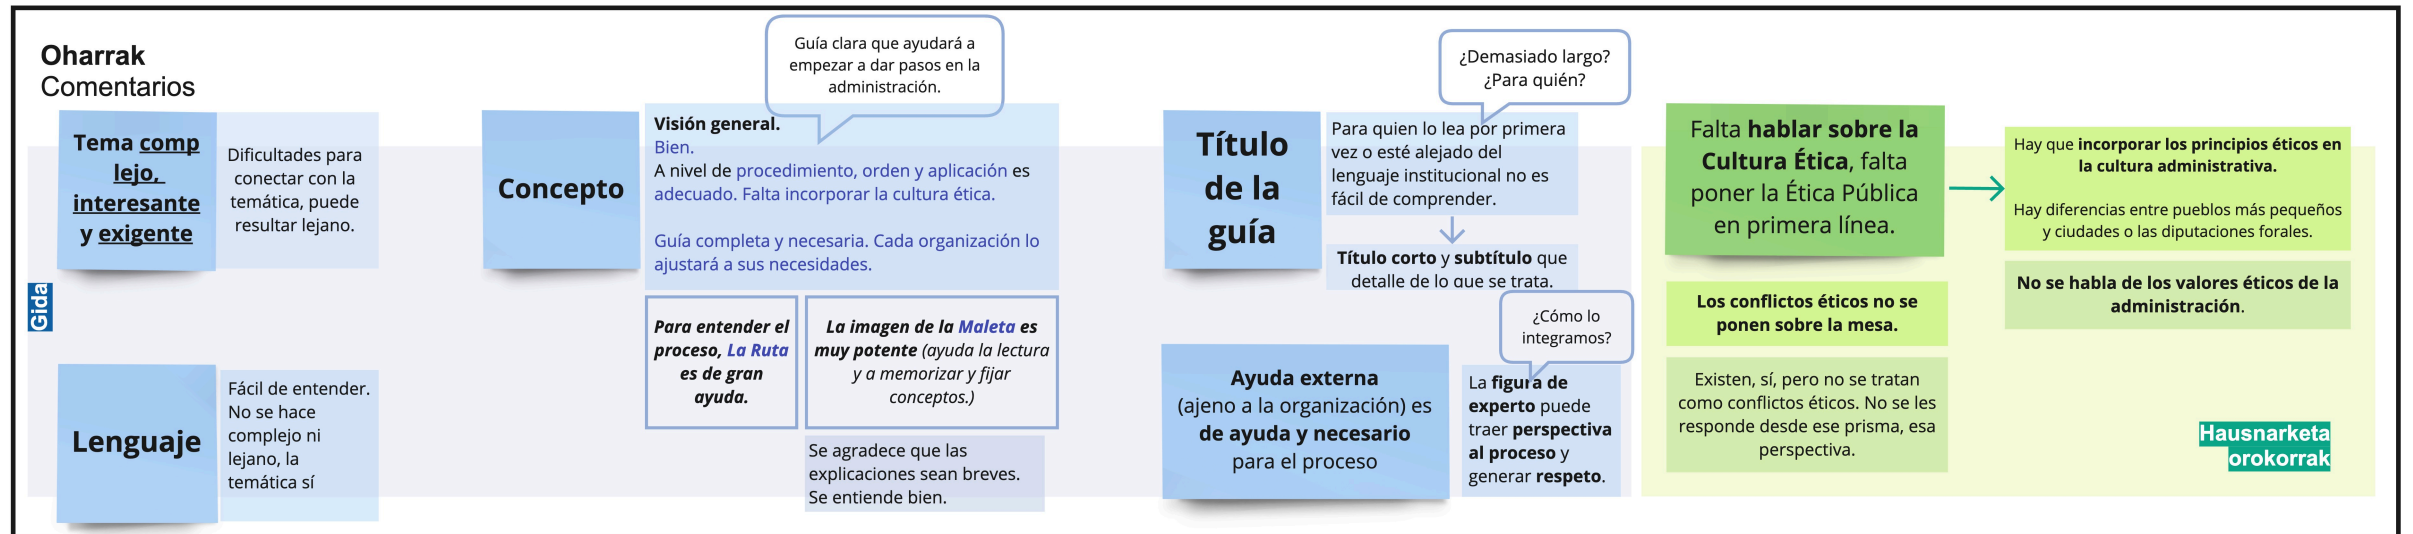 Oharrak
Comentarios
Gida
Tema comp
lejo,
interesante
y exigente
Dificultades para
conectar con la
temática, puede
resultar lejano.
Lenguaje
Fácil de entender.
No se hace
complejo ni
lejano, la
temática sí
Concepto
Guía clara que ayudará a
empezar a dar pasos en la
administración.
Visión general.
Bien.
A nivel de procedimiento, orden y aplicación es
adecuado. Falta incorporar la cultura ética.
Guía completa y necesaria. Cada organización lo
ajustará a sus necesidades.
Para entender el
proceso, La Ruta
es de gran
ayuda.
La imagen de la Maleta es
muy potente (ayuda la lectura
y a memorizar y fijar
conceptos.)
Se agradece que las
explicaciones sean breves.
Se entiende bien.
Título
de la
guía
¿Demasiado largo?
¿Para quién?
Para quien lo lea por primera
vez o esté alejado del
lenguaje institucional no es
fácil de comprender.
Título corto y subtítulo que
detalle de lo que se trata.
Ayuda externa
(ajeno a la organización) es
de ayuda y necesario
para el proceso
¿Cómo lo
integramos?
La figura de
experto puede
traer perspectiva
al proceso y
generar respeto.
Falta hablar sobre la
Cultura Ética, falta
poner la Ética Pública
en primera línea.
Hay que incorporar los principios éticos en
la cultura administrativa.
Hay diferencias entre pueblos más pequeños
y ciudades o las diputaciones forales.
No se habla de los valores éticos de la
administración.
Los conflictos éticos no se
ponen sobre la mesa.
Existen, sí, pero no se tratan
como conflictos éticos. No se les
responde desde ese prisma, esa
perspectiva.
Hausnarketa
orokorrak